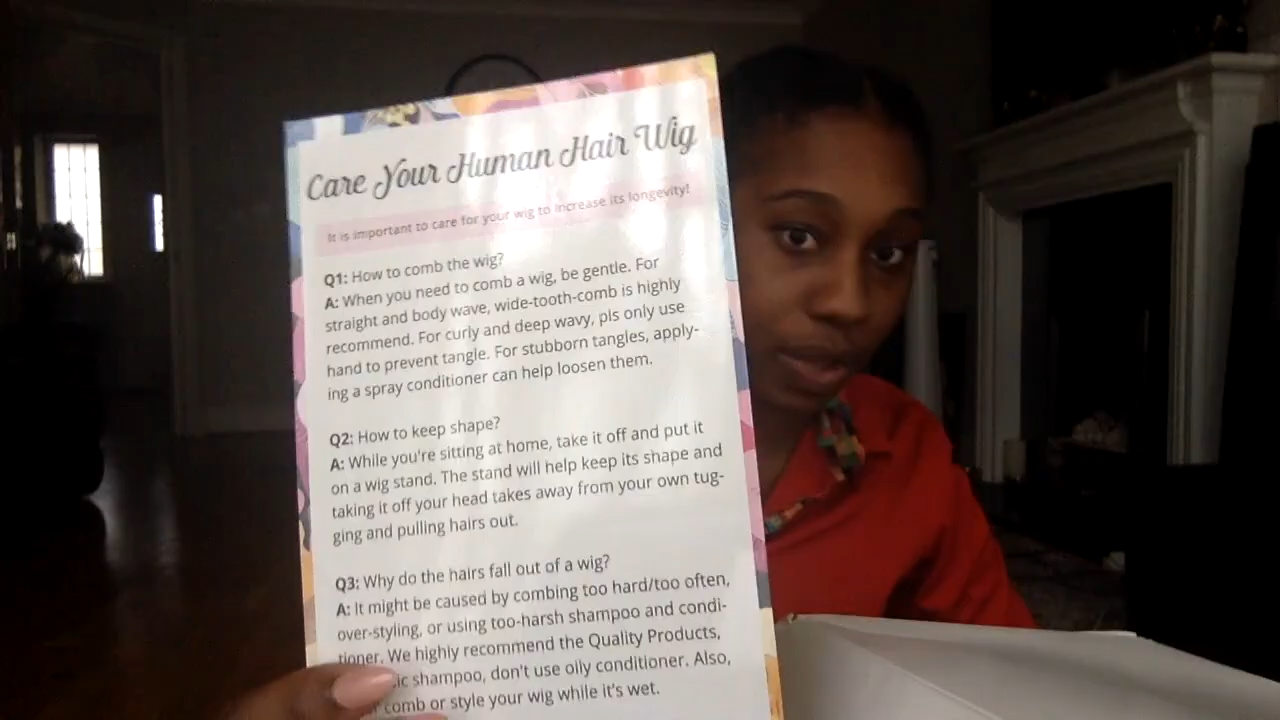 Care Your Human Hair Wig
It is important to care for your wig to increase its longevity!
Q1: How to comb the wig?
A: When you need to comb a wig, be gentle. For
straight and body wave, wide-tooth-comb is highly
recommend. For curly and deep wavy, pls only use
hand to prevent tangle. For stubborn tangles, apply-
ing a spray conditioner can help loosen them.
Q2: How to keep shape?
A: While you're sitting at home, take it off and put it
on a wig stand. The stand will help keep its shape and
taking it off your head takes away from your own tug-
ging and pulling hairs out.
Q3: Why do the hairs fall out of a wig?
A: It might be caused by combing too hard/too often,
over-styling, or using too-harsh shampoo and condi-
tioner. We highly recommend the Quality Products,
shampoo, don't use oily conditioner. Also,
comb or style your wig while it's wet.